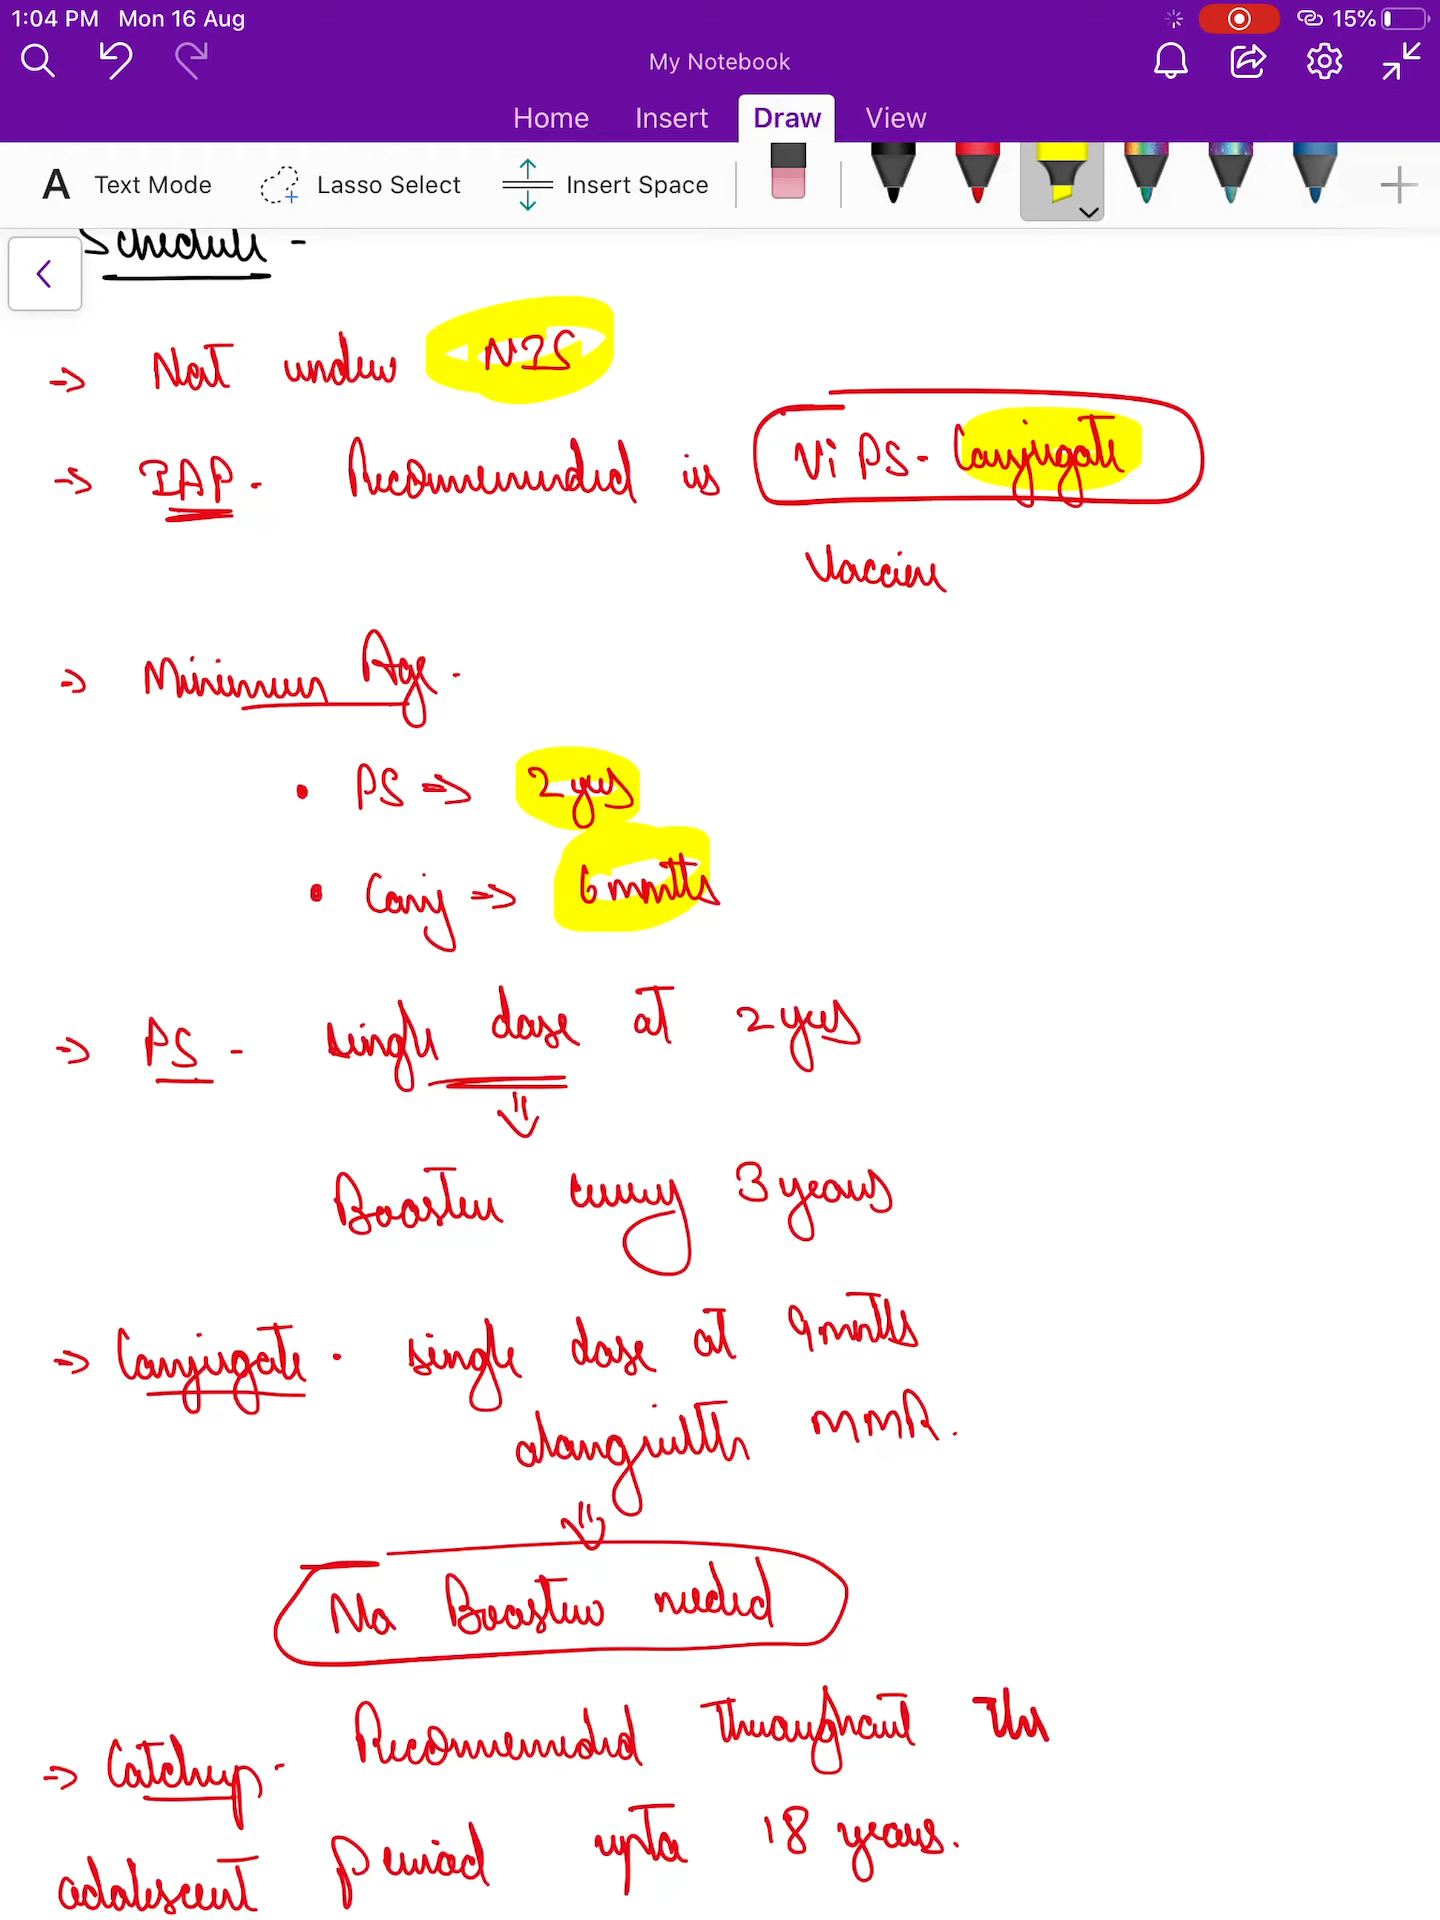 1:04 PM Mon 16 Aug 15%
My Notebook
Home Insert Draw View
A Text Mode Lasso Select Insert Space
Schedule -
=> Not under NIS
=> IAP - Recommended is Vi PS - Conjugate
Vaccine
=> Minimum Age -
• PS => 2 yrs
• Conj => 6 months
=> PS - single dose at 2 yrs
Booster every 3 years
=> Conjugate - single dose at 9 months
alongwith MMR.
No Booster needed
=> Catchup - Recommended throughout the
adolescent period upto 18 years.